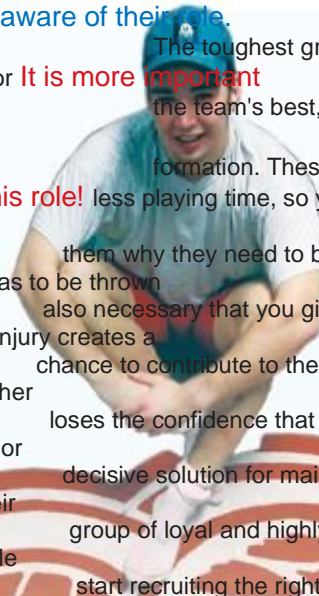 aware of their role.
The toughest gr
or It is more important
the team's best,
formation. Thes
his role! less playing time, so y
them why they need to b
as to be thrown
also necessary that you gi
njury creates a
chance to contribute to the
her
loses the confidence that
or
decisive solution for mai
eir
group of loyal and highly
le
start recruiting the right